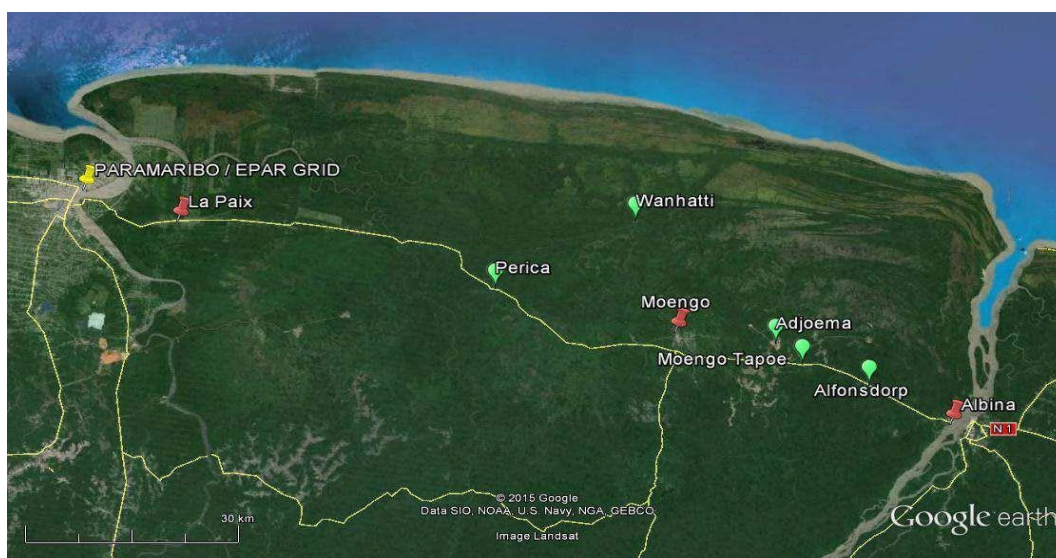 PARAMARIBO / EPAR GRID
La Paix
Wanhatti
Perica
Moengo
Adjoema
Moengo Tapoe
Alfonsdorp
Albina
N 1
© 2015 Google
Data SIO, NOAA, U.S. Navy, NGA, GEBCO
Image Landsat
30 km
Google earth